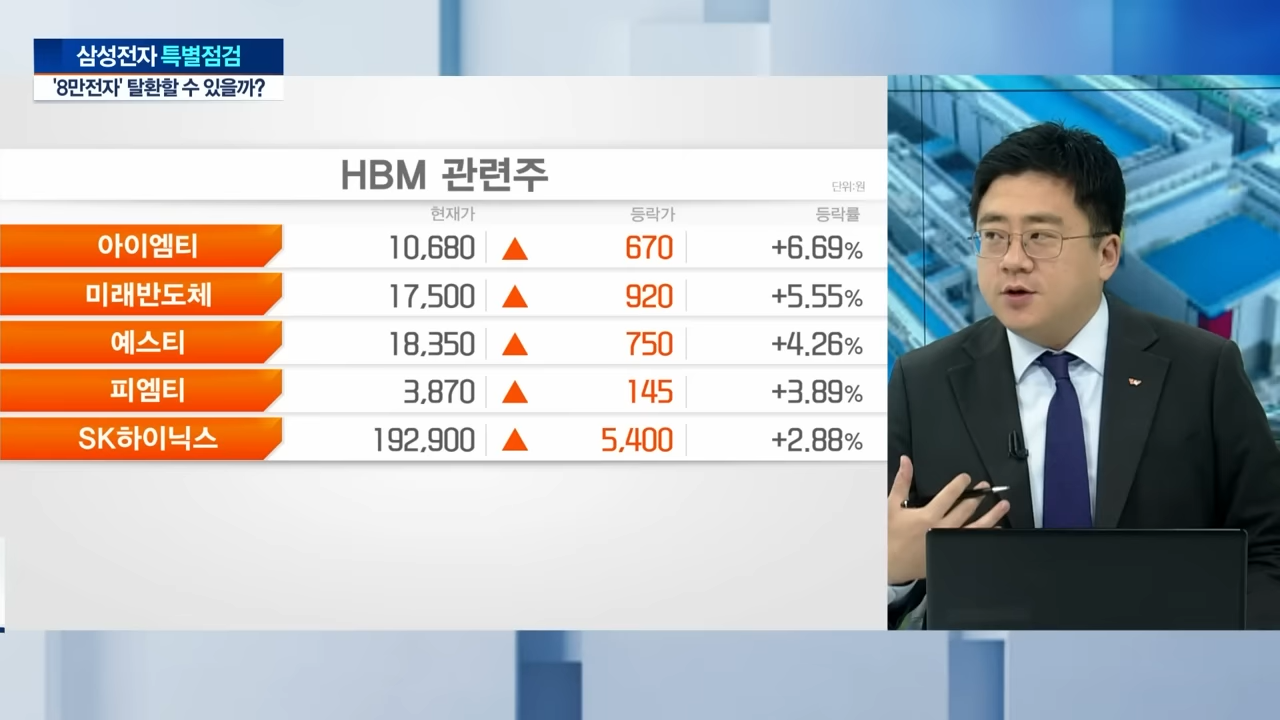 삼성전자 특별점검
'8만전자' 탈환할 수 있을까?
HBM 관련주
단위:원
현재가 등락가 등락률
아이엠티 10,680 ▲ 670 +6.69%
미래반도체 17,500 ▲ 920 +5.55%
예스티 18,350 ▲ 750 +4.26%
피엠티 3,870 ▲ 145 +3.89%
SK하이닉스 192,900 ▲ 5,400 +2.88%